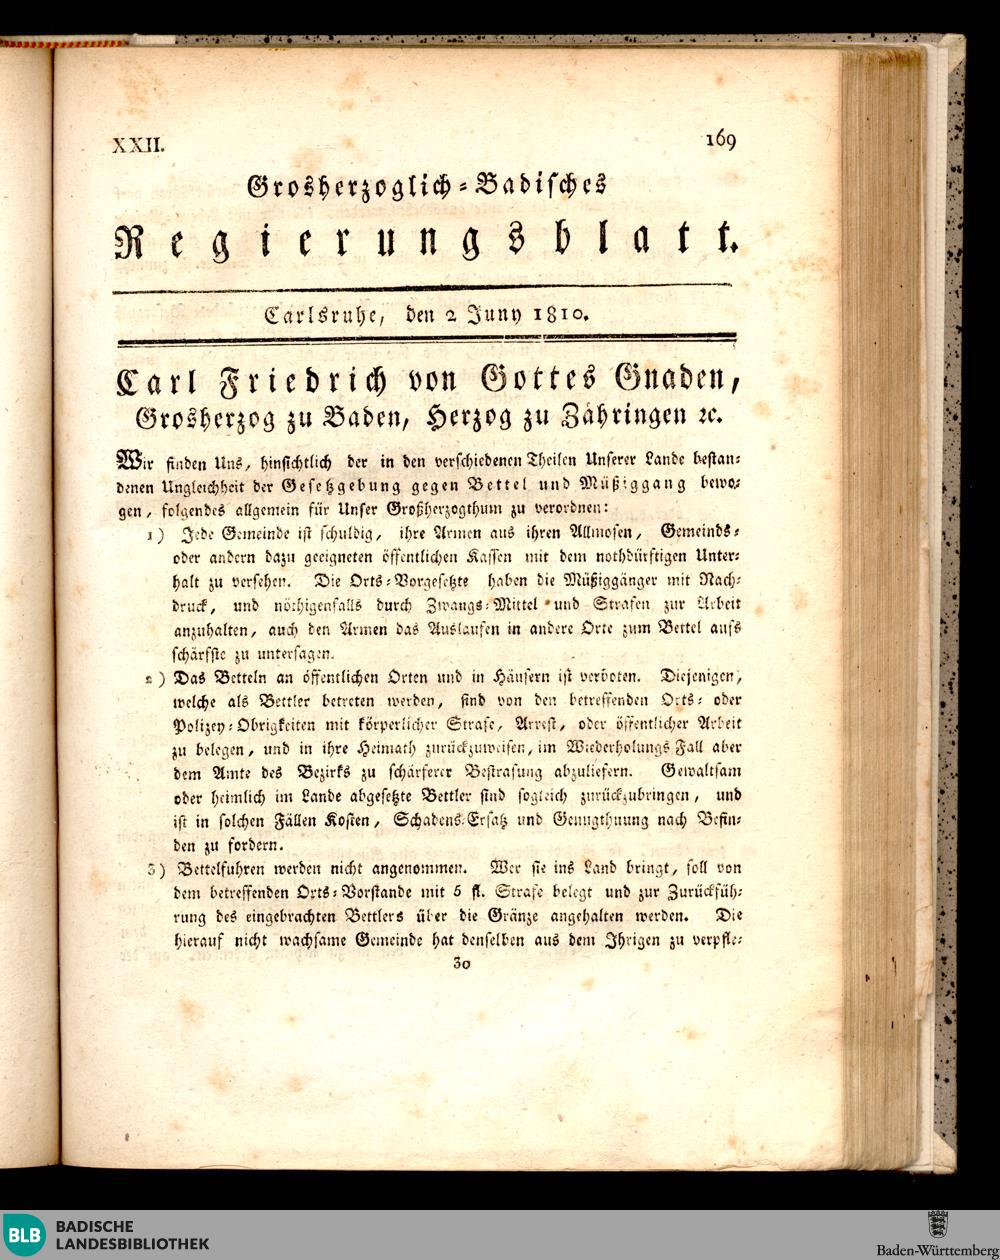 XXII. 169
Grosherzoglich-Badisches
Regierungsblatt.
Carlsruhe, den 2 Juny 1810.
Carl Friedrich von Gottes Gnaden,
Grosherzog zu Baden, Herzog zu Zähringen ꝛc.
Wir finden Uns, hinsichtlich der in den verschiedenen Theilen Unserer Lande bestan-
denen Ungleichheit der Gesetzgebung gegen Bettel und Müßiggang bewo-
gen, folgendes allgemein für Unser Großherzogthum zu verordnen:
1) Jede Gemeinde ist schuldig, ihre Armen aus ihren Allmosen, Gemeinds-
oder andern dazu geeigneten öffentlichen Kassen mit dem nothdürftigen Unter-
halt zu versehen. Die Orts-Vorgesetzte haben die Müßiggänger mit Nach-
druck, und nöthigenfalls durch Zwangs-Mittel und Strafen zur Arbeit
anzuhalten, auch den Armen das Auslaufen in andere Orte zum Bettel aufs
schärfste zu untersagen.
2) Das Betteln an öffentlichen Orten und in Häusern ist verboten. Diejenigen,
welche als Bettler betreten werden, sind von den betreffenden Orts- oder
Polizey-Obrigkeiten mit körperlicher Strafe, Arrest, oder öffentlicher Arbeit
zu belegen, und in ihre Heimath zurückzuweisen, im Wiederholungs Fall aber
dem Amte des Bezirks zu schärferer Bestrafung abzuliefern. Gewaltsam
oder heimlich im Lande abgesetzte Bettler sind sogleich zurückzubringen, und
ist in solchen Fällen Kosten, Schadens-Ersatz und Genugthuung nach Befin-
den zu fordern.
3) Bettelfuhren werden nicht angenommen. Wer sie ins Land bringt, soll von
dem betreffenden Orts-Vorstande mit 5 fl. Strafe belegt und zur Zurückfüh-
rung des eingebrachten Bettlers über die Gränze angehalten werden. Die
hierauf nicht wachsame Gemeinde hat denselben aus dem Ihrigen zu verpfle-
30
BLB BADISCHE
LANDESBIBLIOTHEK
Baden-Württemberg